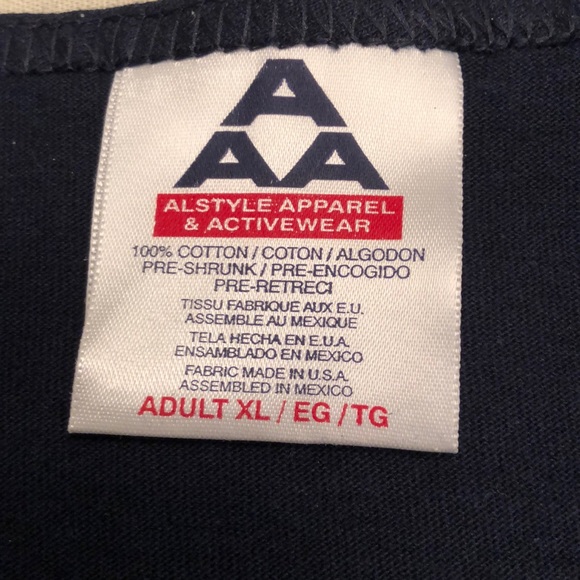 A
A A
ALSTYLE APPAREL
& ACTIVEWEAR
100% COTTON / COTON / ALGODON
PRE-SHRUNK / PRE-ENCOGIDO
PRE-RETRECI
TISSU FABRIQUE AUX E.U.
ASSEMBLE AU MEXIQUE
TELA HECHA EN E.U.A.
ENSAMBLADO EN MEXICO
FABRIC MADE IN U.S.A.
ASSEMBLED IN MEXICO
ADULT XL / EG / TG